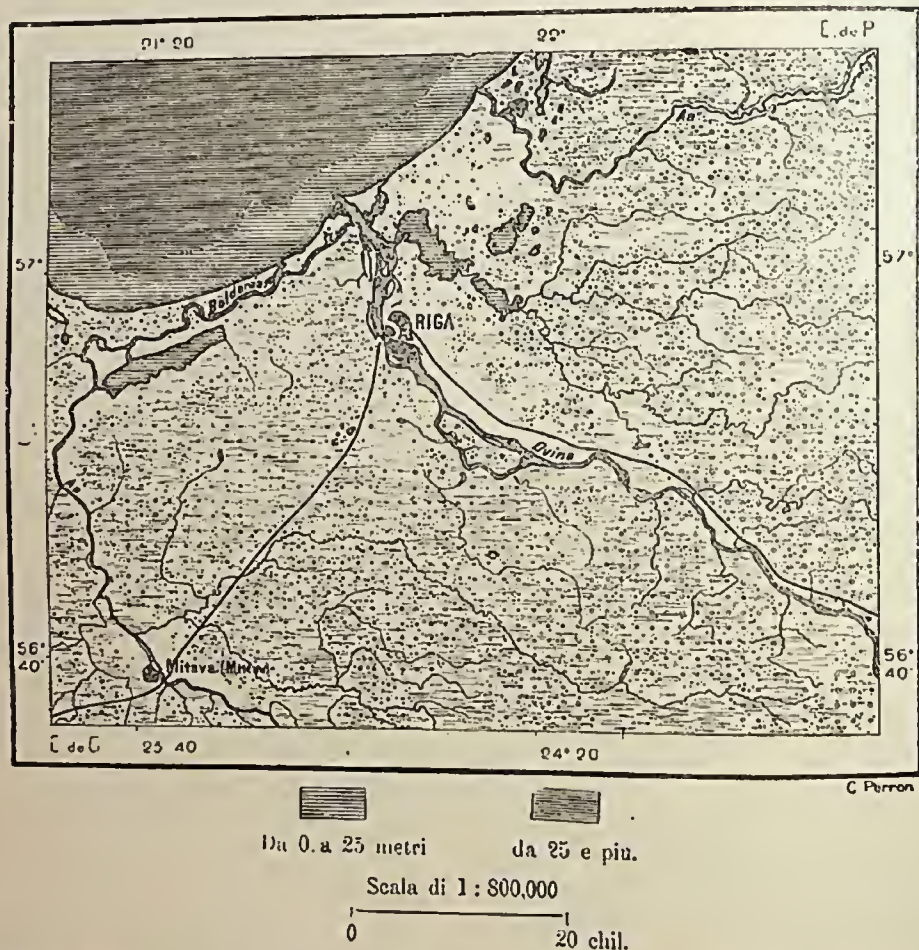 21° 20
22°
E. de P
Aa
57°
57°
Bolderaa
RIGA
Dvina
56°
40'
56°
40'
Mitava (Mitau)
E de G
23 40
24° 20
C Perron
Da 0. a 25 metri
da 25 e piu.
Scala di 1 : 800,000
0
20 chil.